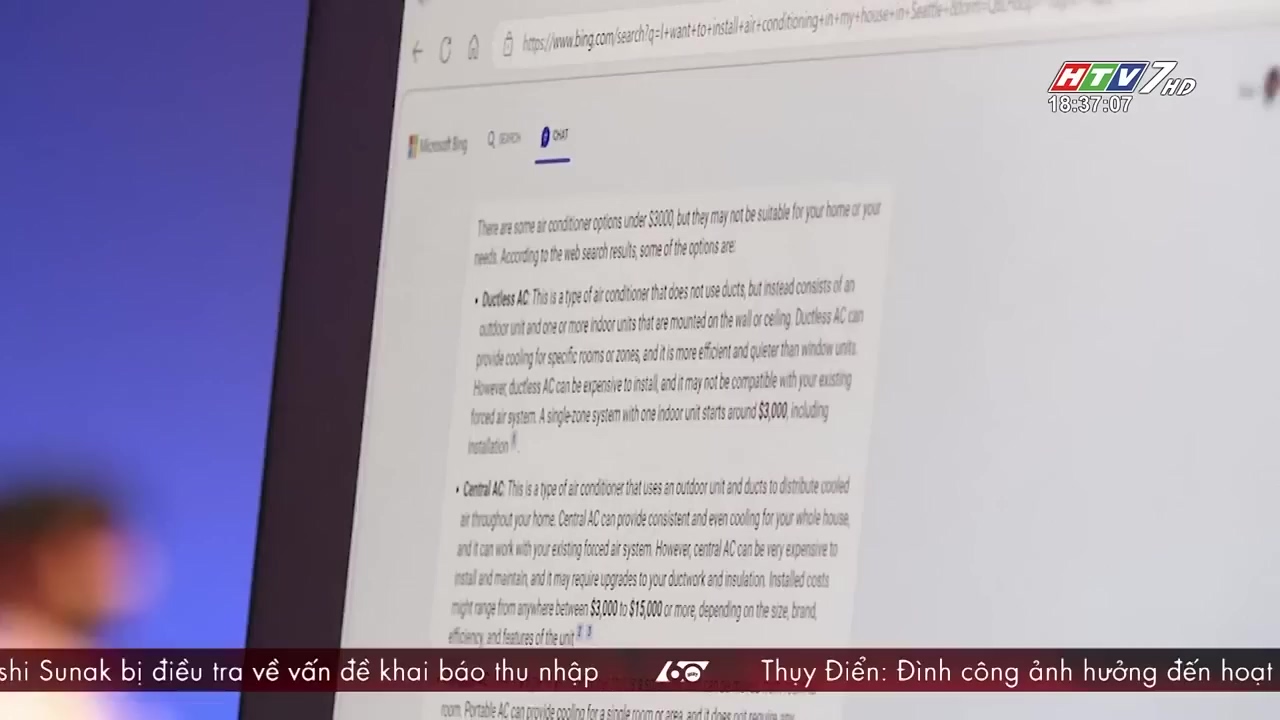 https://www.bing.com/search?q=I+want+to+install+air+conditioning+in+my+house+in+Seattle
HTV7 HD
18:37:07
Microsoft Bing SEARCH CHAT
There are some air conditioner options under $3000, but they may not be suitable for your home or your
needs. According to the web search results, some of the options are:
• Ductless AC: This is a type of air conditioner that does not use ducts, but instead consists of an
outdoor unit and one or more indoor units that are mounted on the wall or ceiling. Ductless AC can
provide cooling for specific rooms or zones, and it is more efficient and quieter than window units.
However, ductless AC can be expensive to install, and it may not be compatible with your existing
forced air system. A single-zone system with one indoor unit starts around $3,000, including
installation 1.
• Central AC: This is a type of air conditioner that uses an outdoor unit and ducts to distribute cooled
air throughout your home. Central AC can provide consistent and even cooling for your whole house,
and it can work with your existing forced air system. However, central AC can be very expensive to
install and maintain, and it may require upgrades to your ductwork and insulation. Installed costs
might range from anywhere between $3,000 to $15,000 or more, depending on the size, brand,
efficiency, and features of the unit 2 3
shi Sunak bị điều tra về vấn đề khai báo thu nhập 60 giây Thụy Điển: Đình công ảnh hưởng đến hoạt
room. Portable AC can provide cooling for a single room or area, and it does not require any